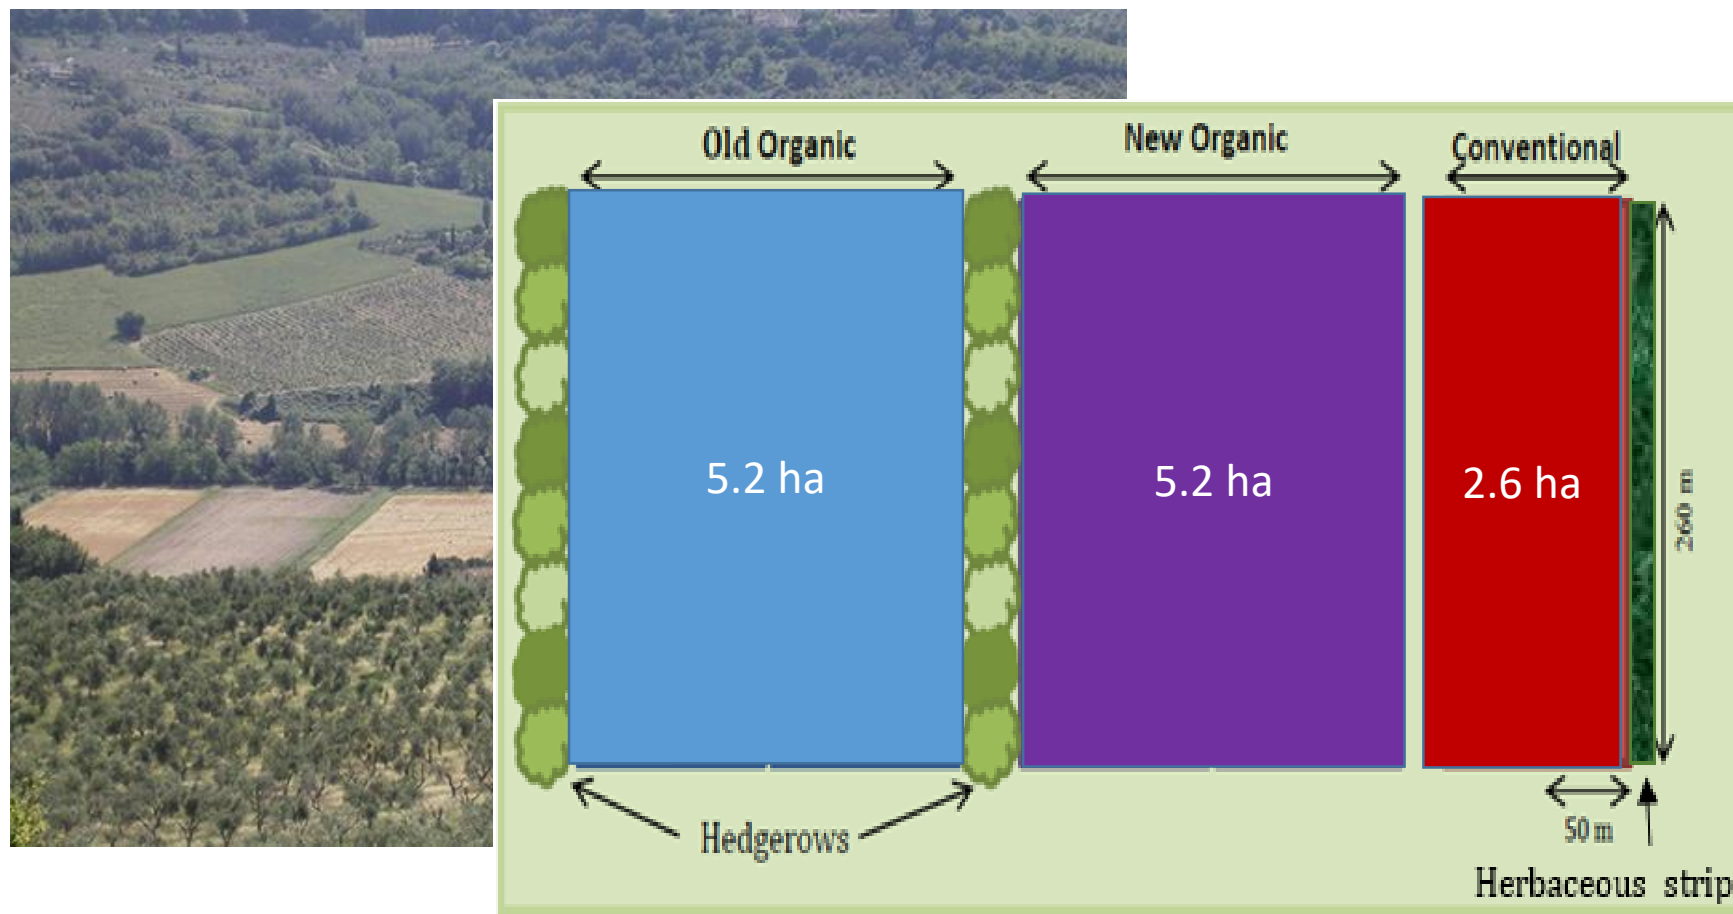 Old Organic
New Organic
Conventional
5.2 ha
5.2 ha
2.6 ha
260 m
50 m
Hedgerows
Herbaceous strip